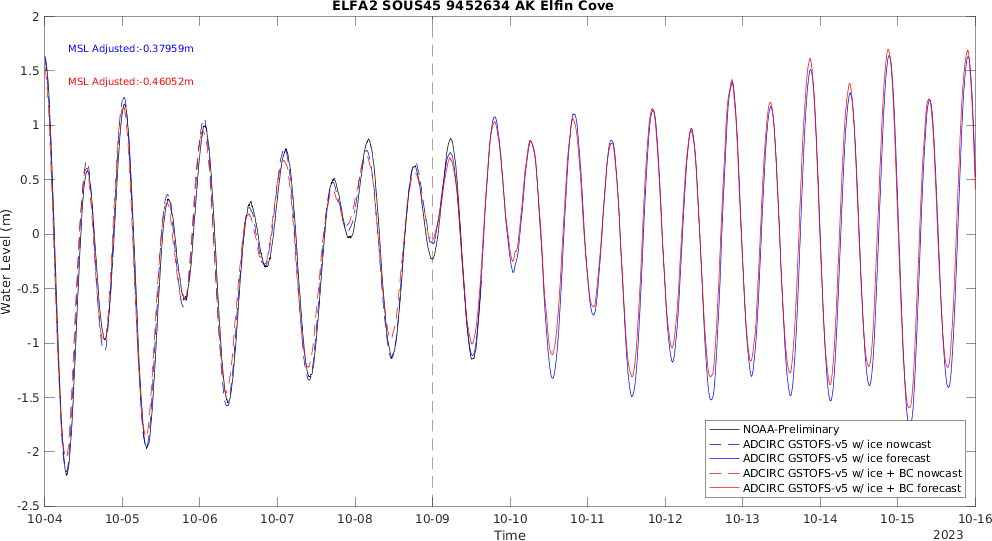 ELFA2 SOUS45 9452634 AK Elfin Cove
MSL Adjusted:-0.37959m
MSL Adjusted:-0.46052m
Water Level (m)
2
1.5
1
0.5
0
-0.5
-1
-1.5
-2
-2.5
NOAA-Preliminary
ADCIRC GSTOFS-v5 w/ ice nowcast
ADCIRC GSTOFS-v5 w/ ice forecast
ADCIRC GSTOFS-v5 w/ ice + BC nowcast
ADCIRC GSTOFS-v5 w/ ice + BC forecast
10-04 10-05 10-06 10-07 10-08 10-09 10-10 10-11 10-12 10-13 10-14 10-15 10-16
Time
2023